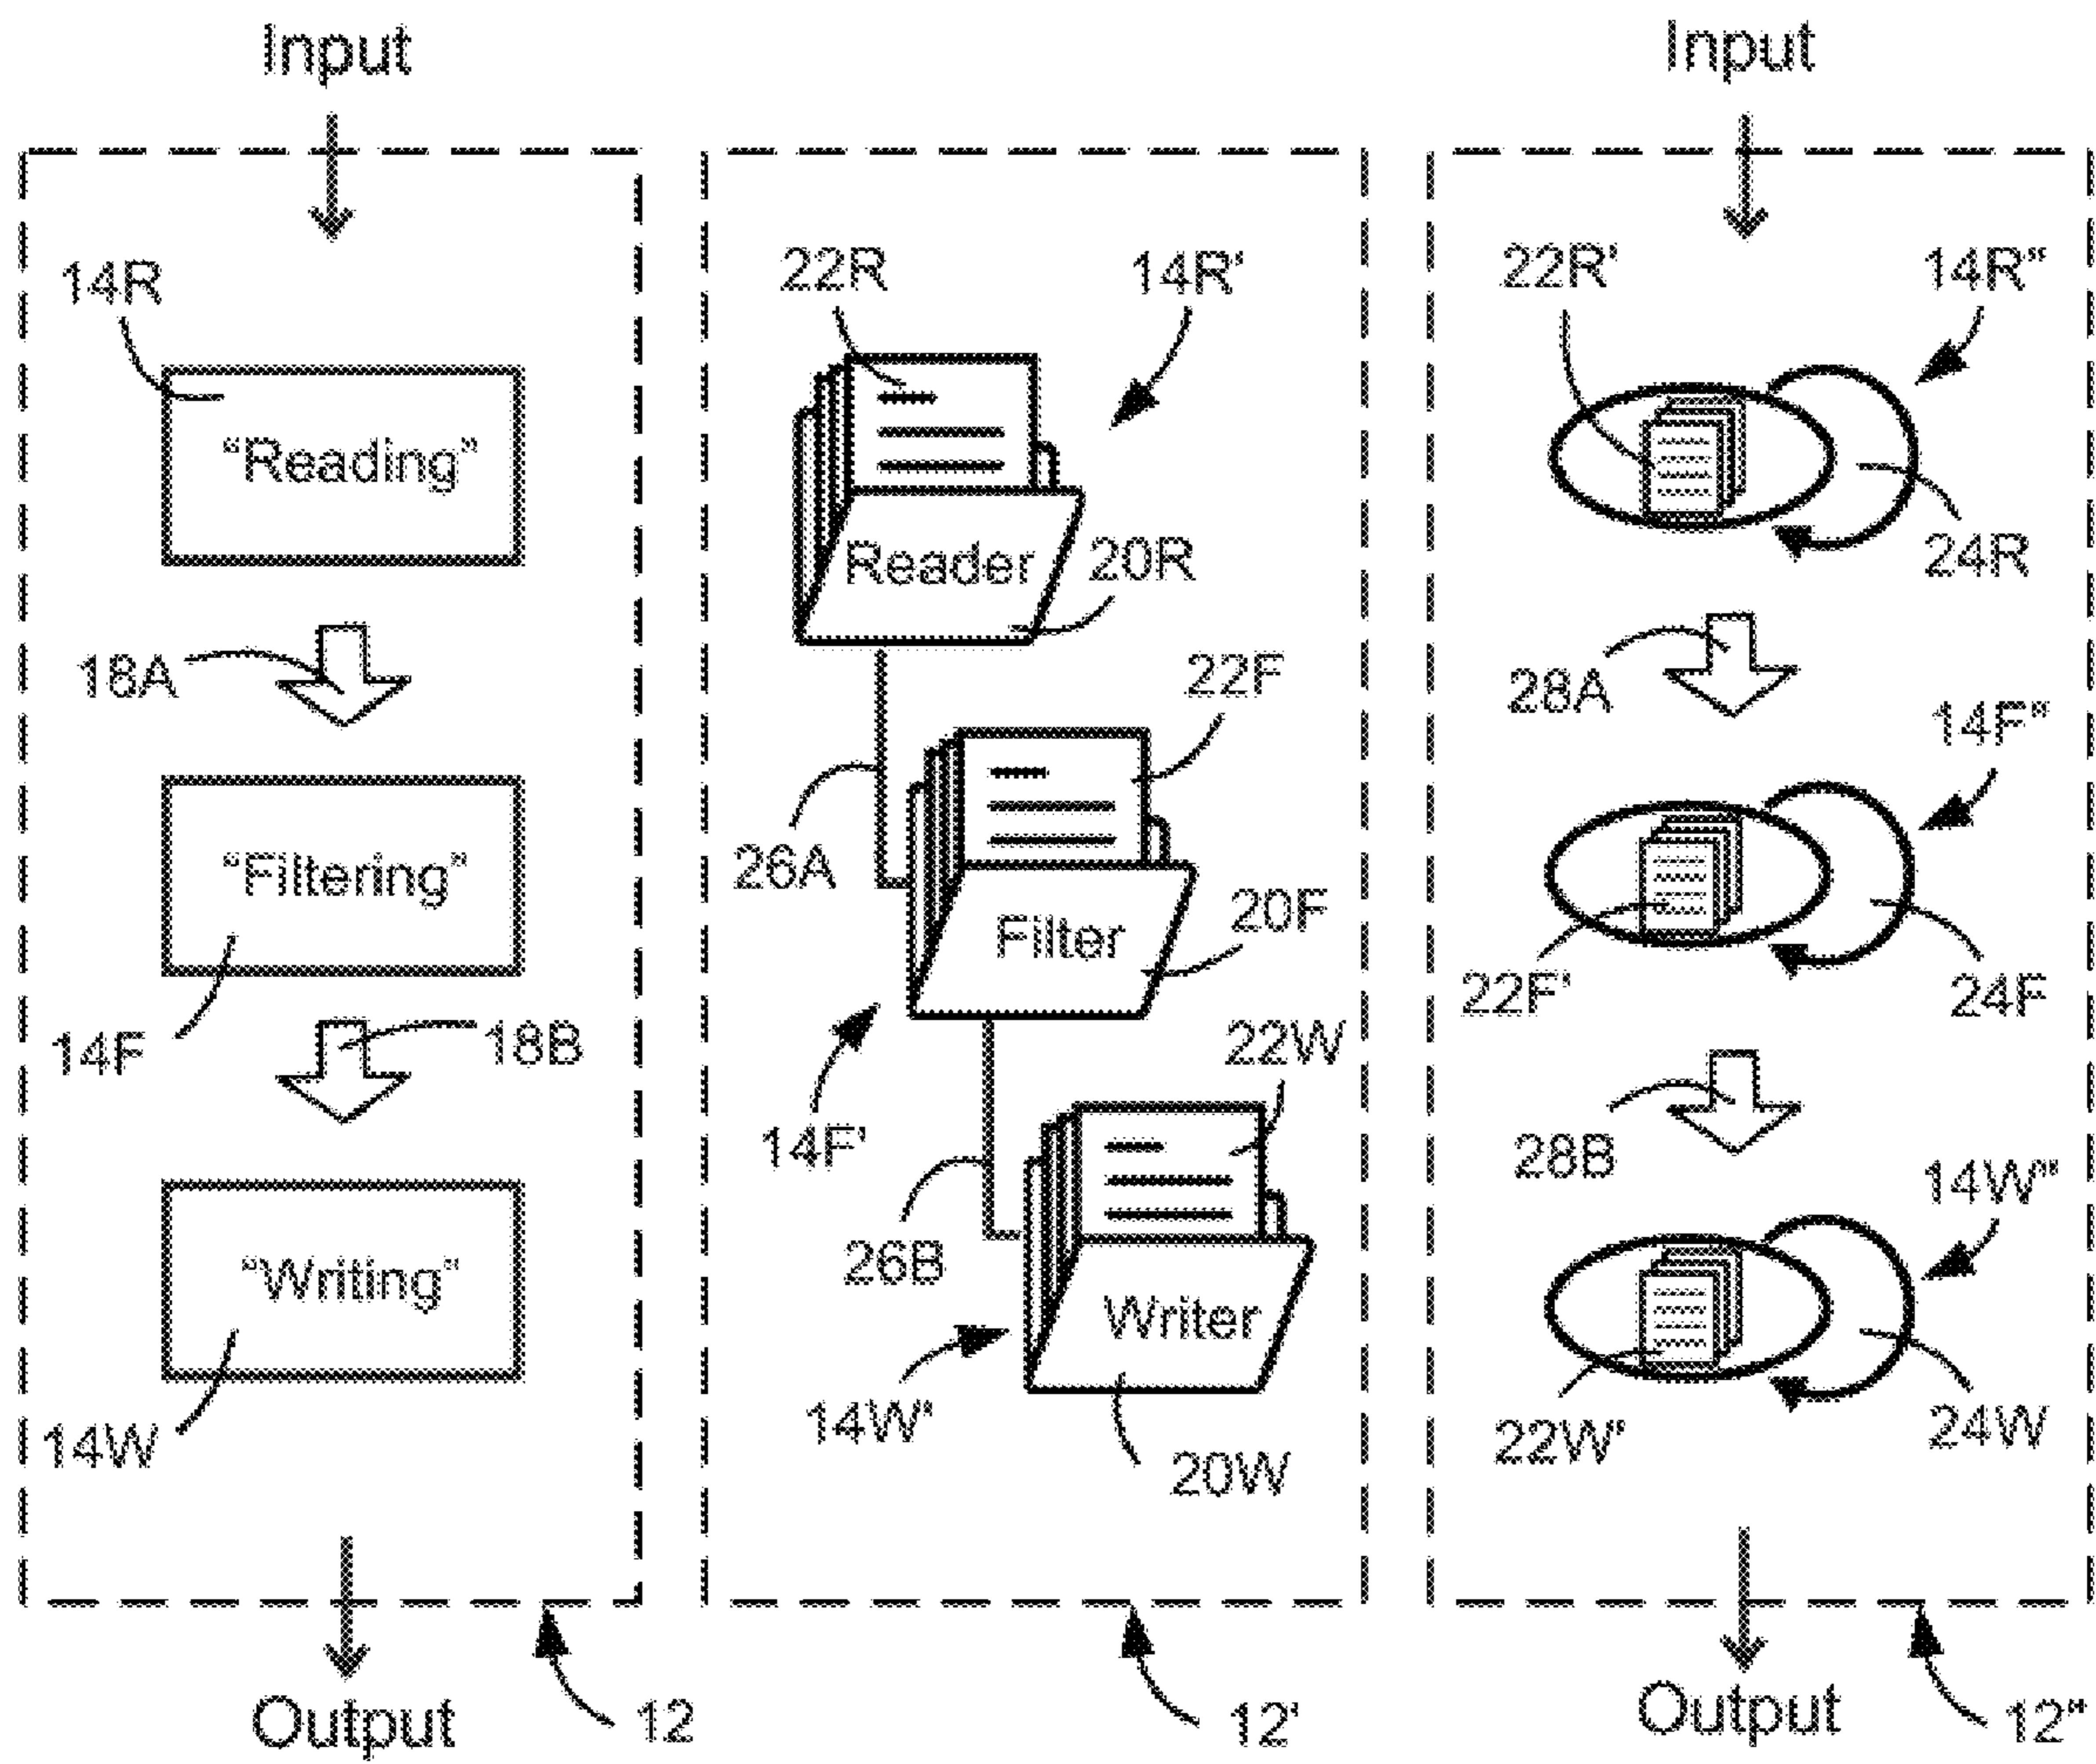 Input
14R
“Reading”
18A
“Filtering”
14F
18B
“Writing”
14W
Output
12
22R
14R'
Reader
20R
22F
26A
Filter
20F
14F'
22W
26B
Writer
14W'
20W
12'
Input
22R'
14R"
24R
28A
14F"
22F'
24F
28B
14W"
22W'
24W
Output
12"